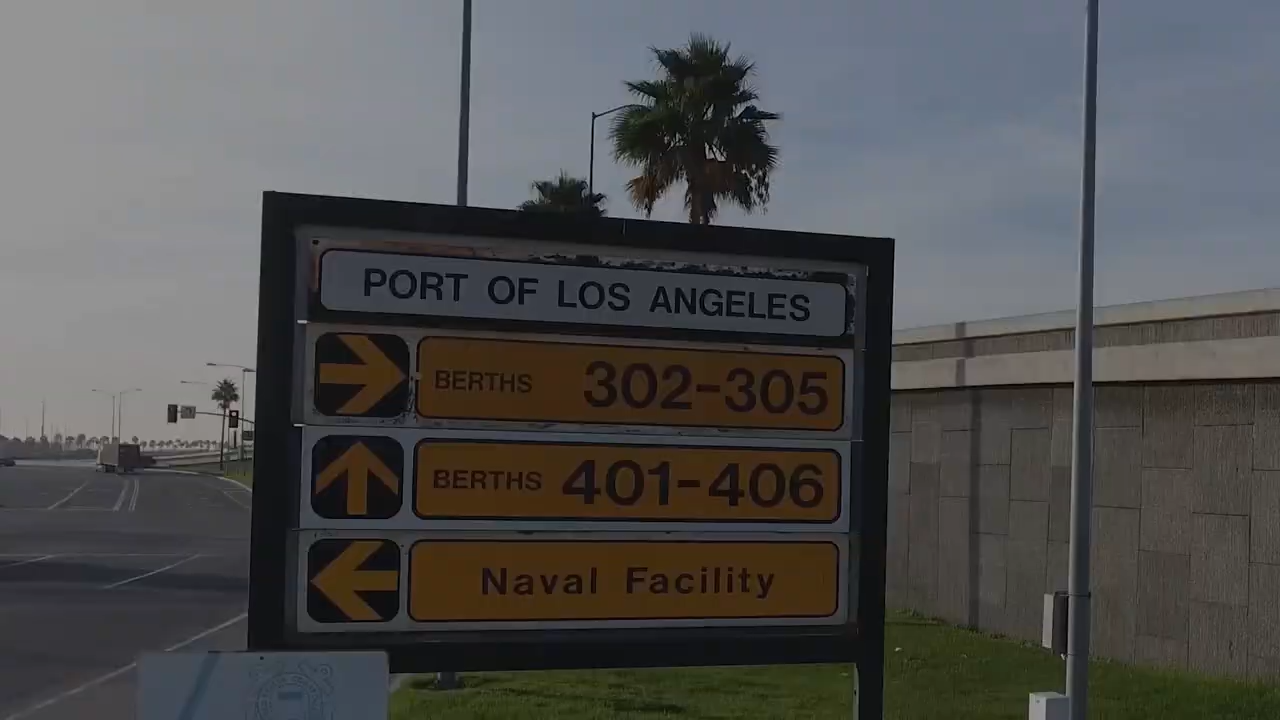 PORT OF LOS ANGELES
BERTHS 302-305
BERTHS 401-406
Naval Facility